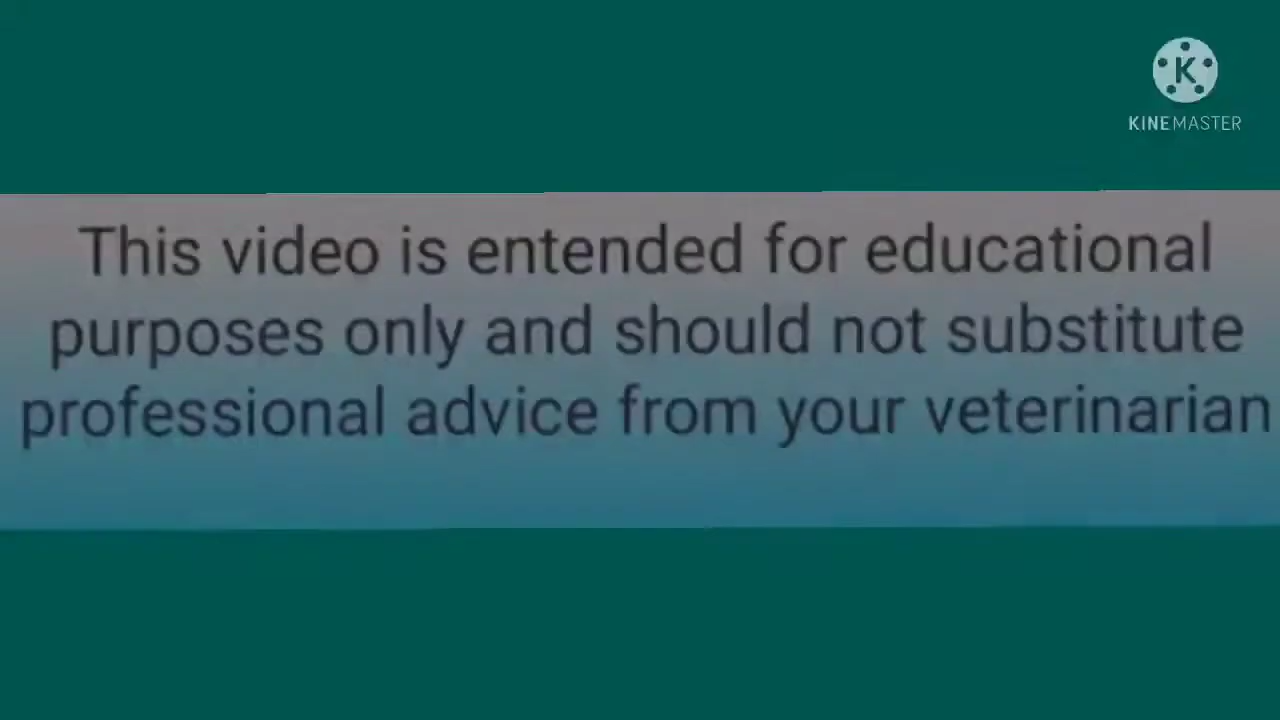 K
KINEMASTER
This video is entended for educational
purposes only and should not substitute
professional advice from your veterinarian